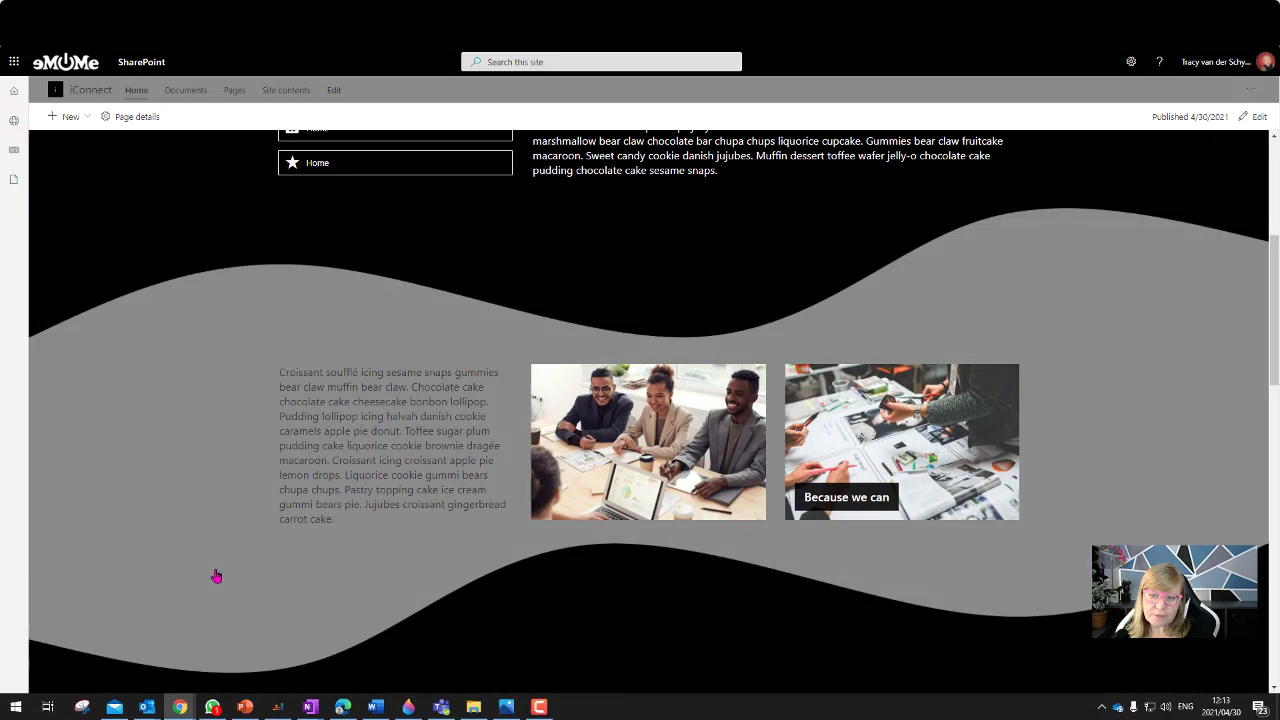 eMOMe SharePoint Search this site Tracy van der Schy...
i iConnect Home Documents Pages Site contents Edit ...
New Page details Published 4/30/2021 Edit
marshmallow bear claw chocolate bar chupa chups liquorice cupcake. Gummies bear claw fruitcake
macaroon. Sweet candy cookie danish jujubes. Muffin dessert toffee wafer jelly-o chocolate cake
pudding chocolate cake sesame snaps.
Home
Croissant soufflé icing sesame snaps gummies
bear claw muffin bear claw. Chocolate cake
chocolate cake cheesecake bonbon lollipop.
Pudding lollipop icing halvah danish cookie
caramels apple pie donut. Toffee sugar plum
pudding cake liquorice cookie brownie dragée
macaroon. Croissant icing croissant apple pie
lemon drops. Liquorice cookie gummi bears
chupa chups. Pastry topping cake ice cream
gummi bears pie. Jujubes croissant gingerbread
carrot cake.
Because we can
ENG
12:13
2021/04/30
23